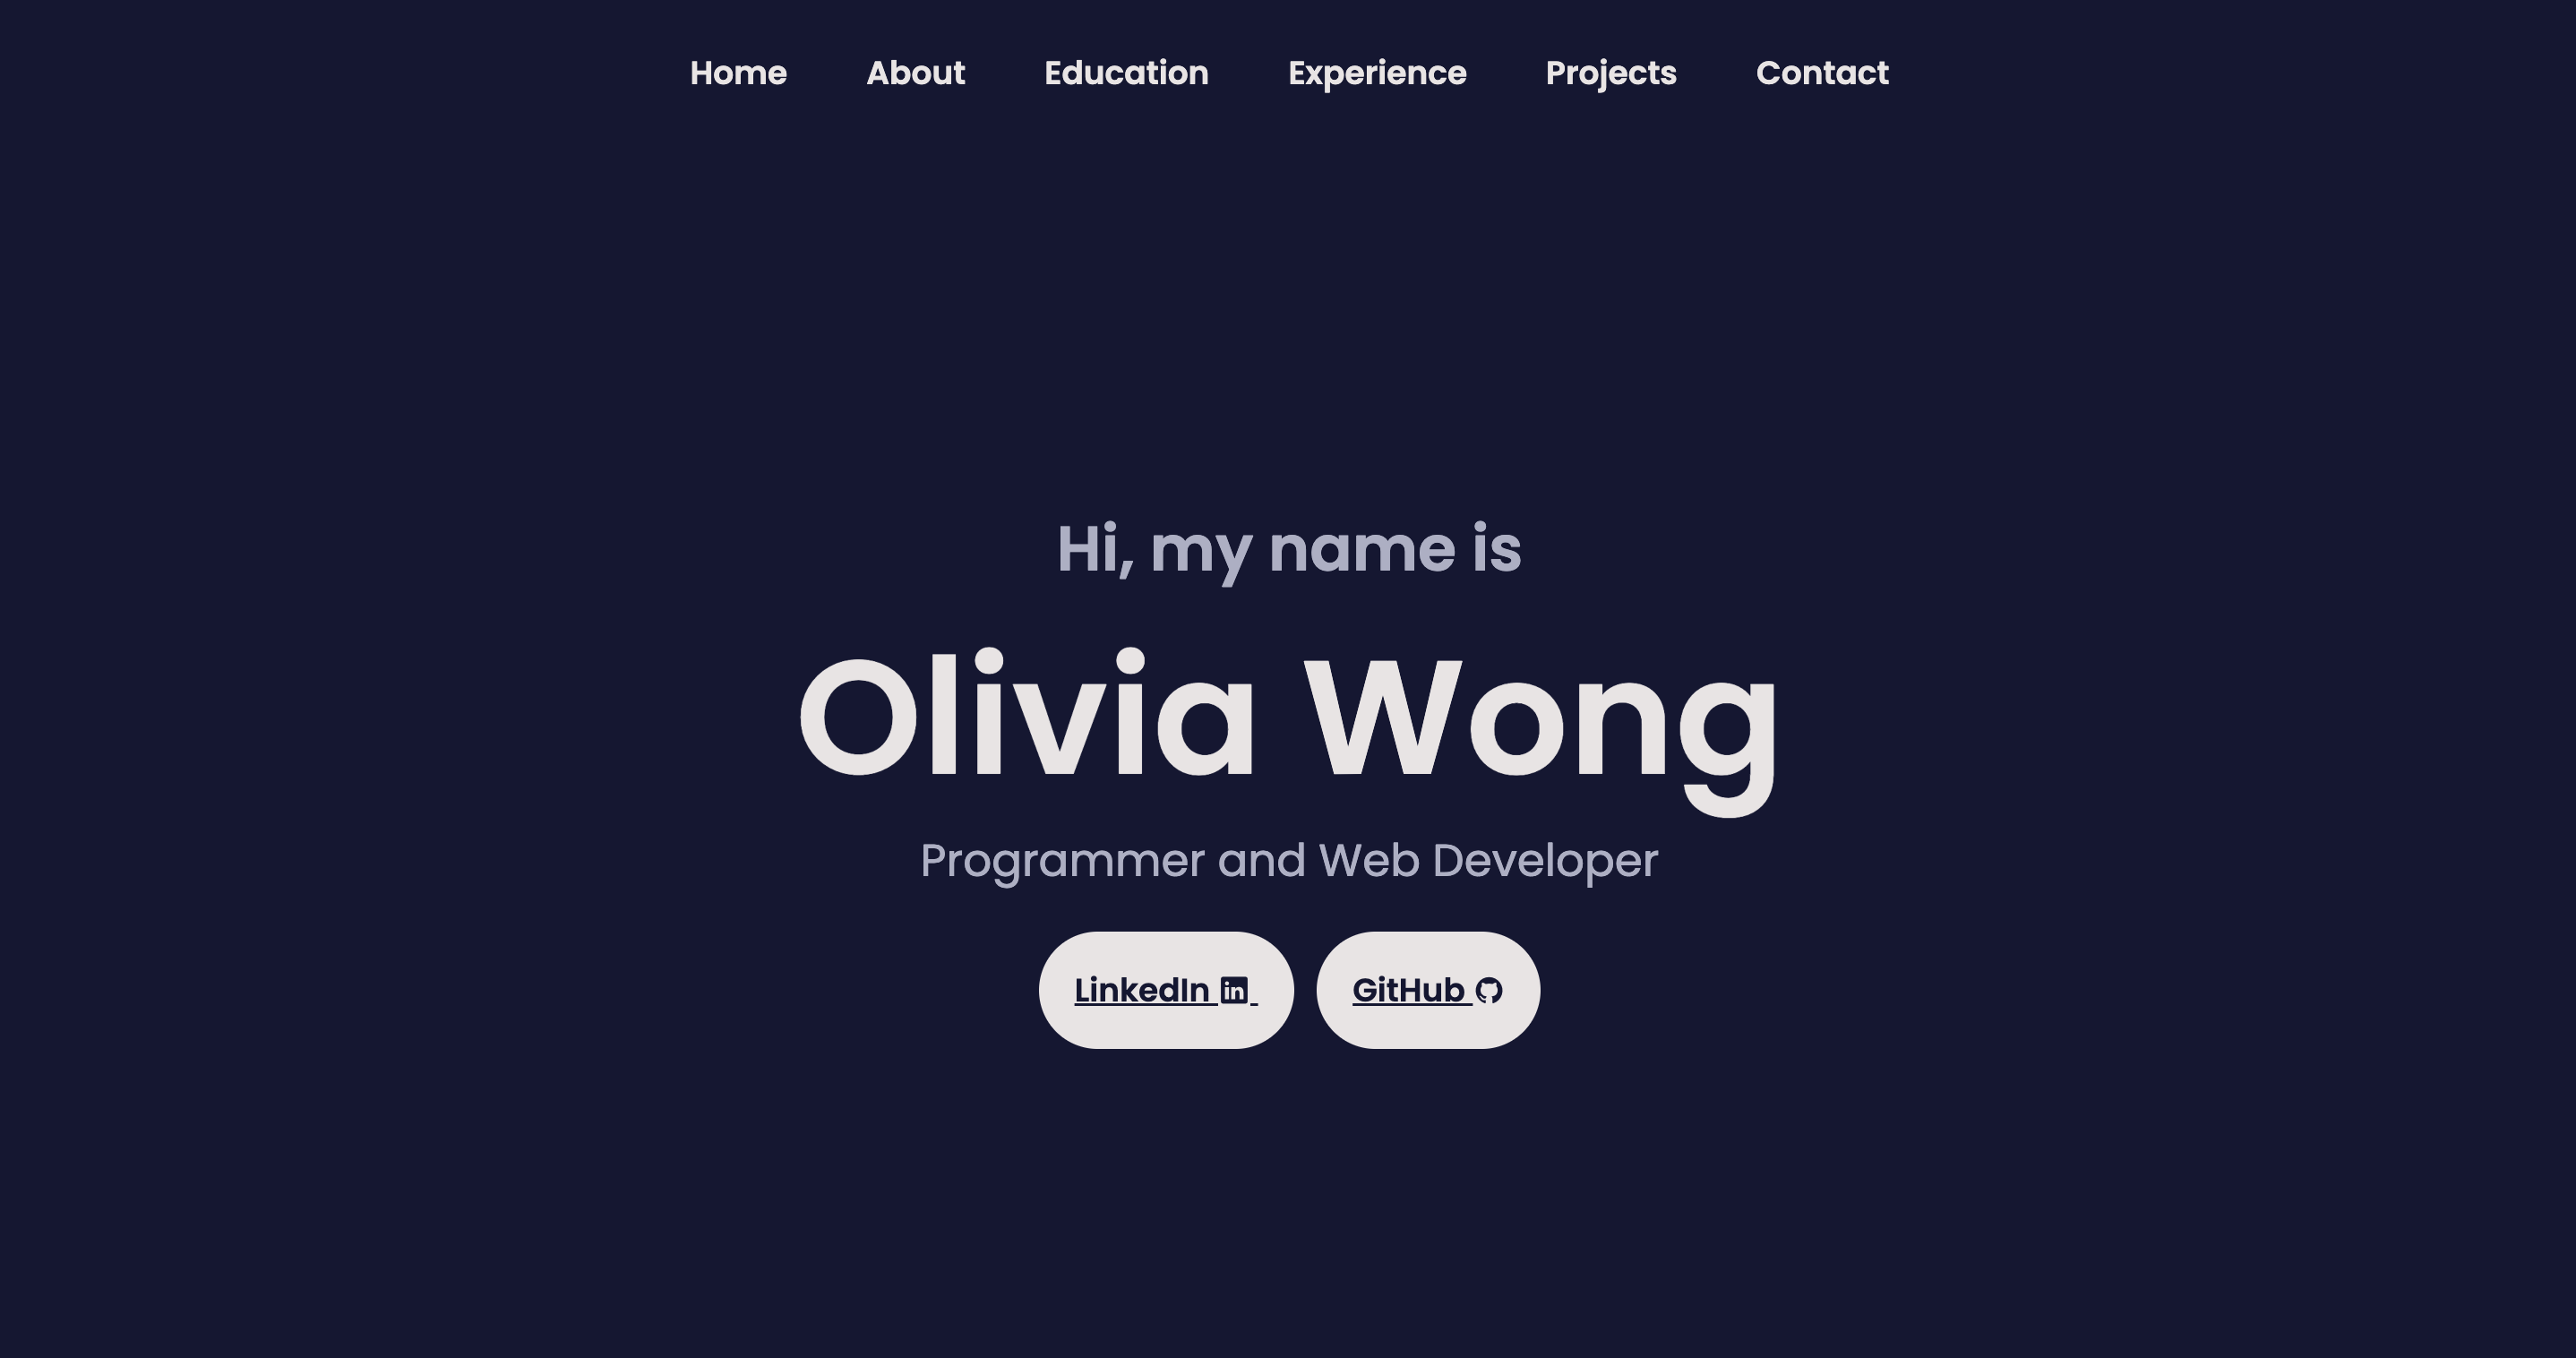 Home About Education Experience Projects Contact
Hi, my name is
Olivia Wong
Programmer and Web Developer
LinkedIn GitHub